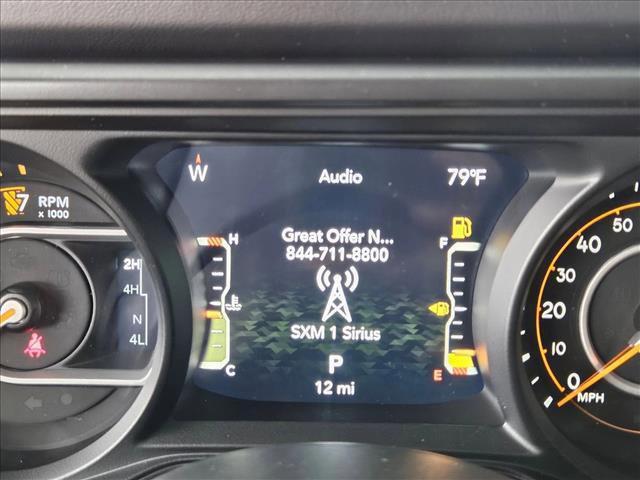 W
Audio
79°F
7
RPM
x 1000
2H
4H
N
4L
H
C
Great Offer N...
844-711-8800
SXM 1 Sirius
P
12 mi
F
E
50
40
30
20
10
0
MPH